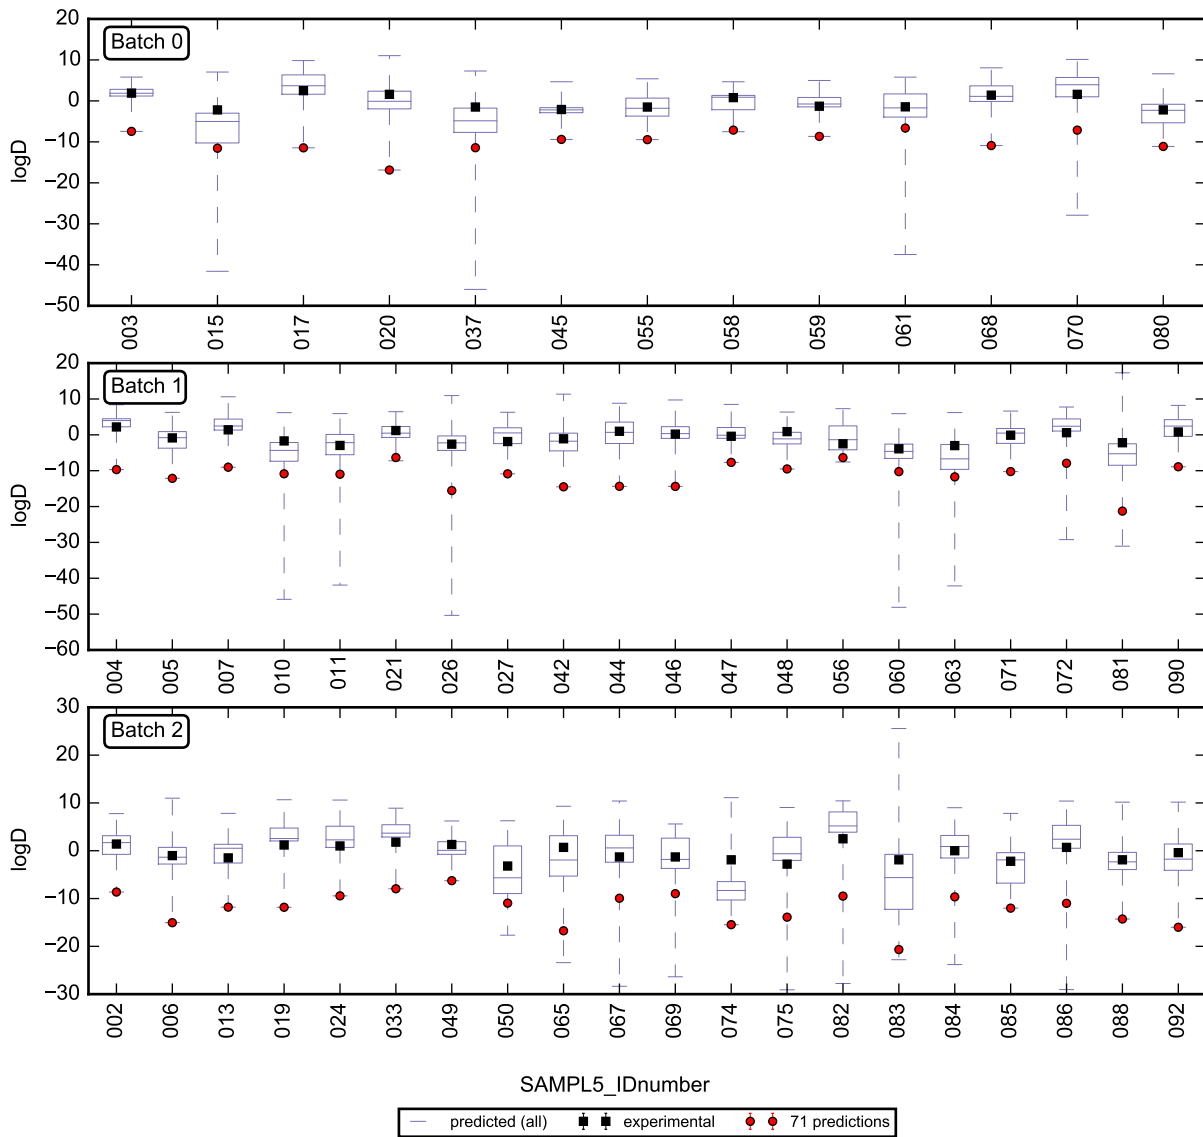 20
Batch 0
10
0
−10
−20
−30
−40
−50
logD
003 015 017 020 037 045 055 058 059 061 068 070 080
20
Batch 1
10
0
−10
−20
−30
−40
−50
−60
logD
004 005 007 010 011 021 026 027 042 044 046 047 048 056 060 063 071 072 081 090
30
Batch 2
20
10
0
−10
−20
−30
logD
002 006 013 019 024 033 049 050 065 067 069 074 075 082 083 084 085 086 088 092
SAMPL5_IDnumber
predicted (all) experimental 71 predictions